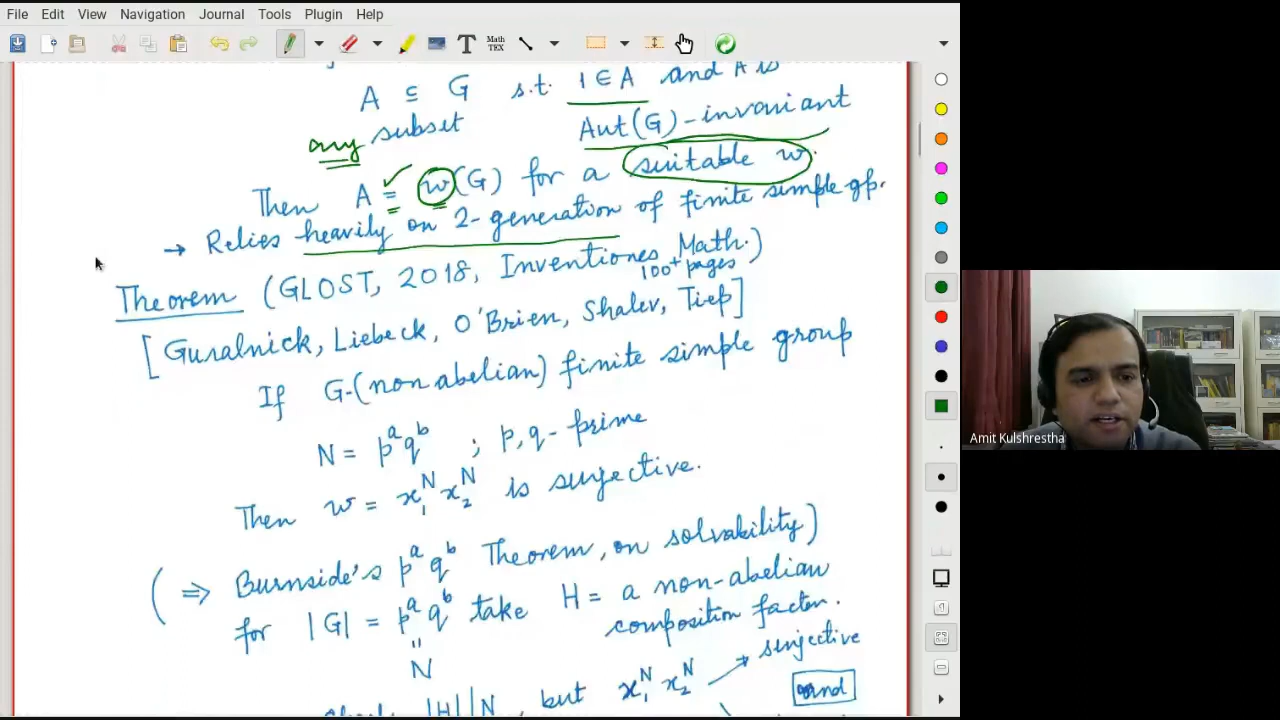 File Edit View Navigation Journal Tools Plugin Help
T Math TEX
A ⊆ G s.t. 1 ∈ A and A is
any subset Aut(G)-invariant
Then A = w(G) for a suitable w.
→ Relies heavily on 2-generation of finite simple gp.
Theorem (GLOST, 2018, Inventiones Math.)
100+ pages
[Guralnick, Liebeck, O'Brien, Shalev, Tiep]
If G-(non abelian) finite simple group
N = p^a q^b ; p, q - prime
Then w = x_1^N x_2^N is surjective.
( ⇒ Burnside's p^a q^b Theorem, on solvability)
for |G| = p^a q^b take H = a non-abelian
composition factor.
"
N
|H| | N, but x_1^N x_2^N → surjective
and
Amit Kulshrestha